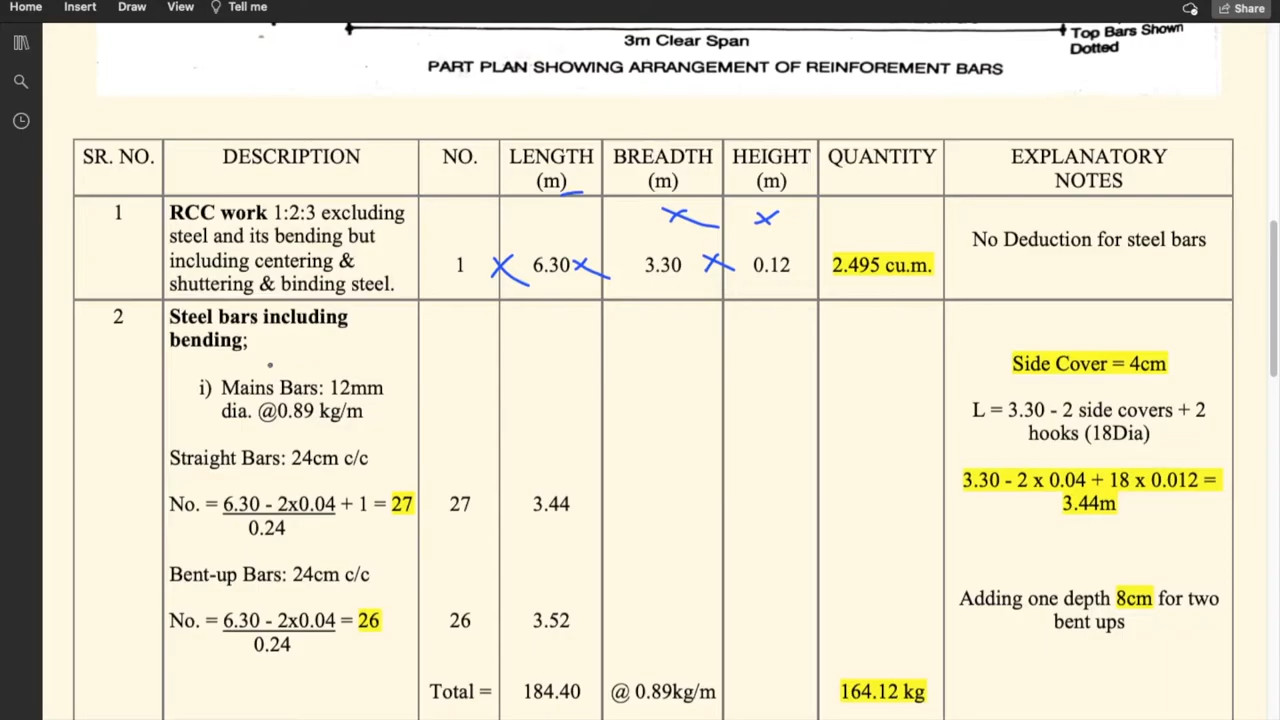 Home Insert Draw View Tell me Share
3m Clear Span
Top Bars Shown
Dotted
PART PLAN SHOWING ARRANGEMENT OF REINFOREMENT BARS
SR. NO. DESCRIPTION NO. LENGTH (m) BREADTH (m) HEIGHT (m) QUANTITY EXPLANATORY NOTES
1 RCC work 1:2:3 excluding
steel and its bending but
including centering &
shuttering & binding steel.
1 6.30 3.30 0.12 2.495 cu.m.
No Deduction for steel bars
2 Steel bars including
bending;
i) Mains Bars: 12mm
dia. @0.89 kg/m
Side Cover = 4cm
L = 3.30 - 2 side covers + 2
hooks (18Dia)
Straight Bars: 24cm c/c
No. = 6.30 - 2x0.04 + 1 = 27
0.24
27 3.44
3.30 - 2 x 0.04 + 18 x 0.012 =
3.44m
Bent-up Bars: 24cm c/c
No. = 6.30 - 2x0.04 = 26
0.24
26 3.52
Adding one depth 8cm for two
bent ups
Total = 184.40 @ 0.89kg/m 164.12 kg